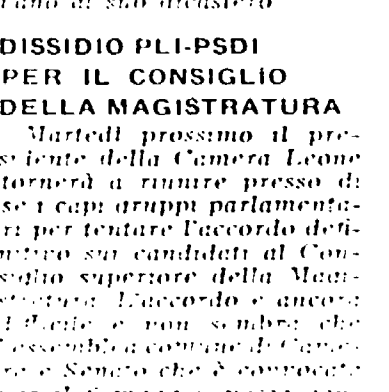 DISSIDIO PLI-PSDI
PER IL CONSIGLIO
DELLA MAGISTRATURA
Martedì prossimo il pre-
sidente della Camera Leone
tornerà a riunire presso di
se i capi gruppi parlamenta-
ri per tentare l'accordo defi-
nitivo sui candidati al Con-
siglio superiore della Magi-
stratura. L'accordo è ancora
difficile e non sembra che
l'assemblea comune di Came-
ra e Senato che è convocata